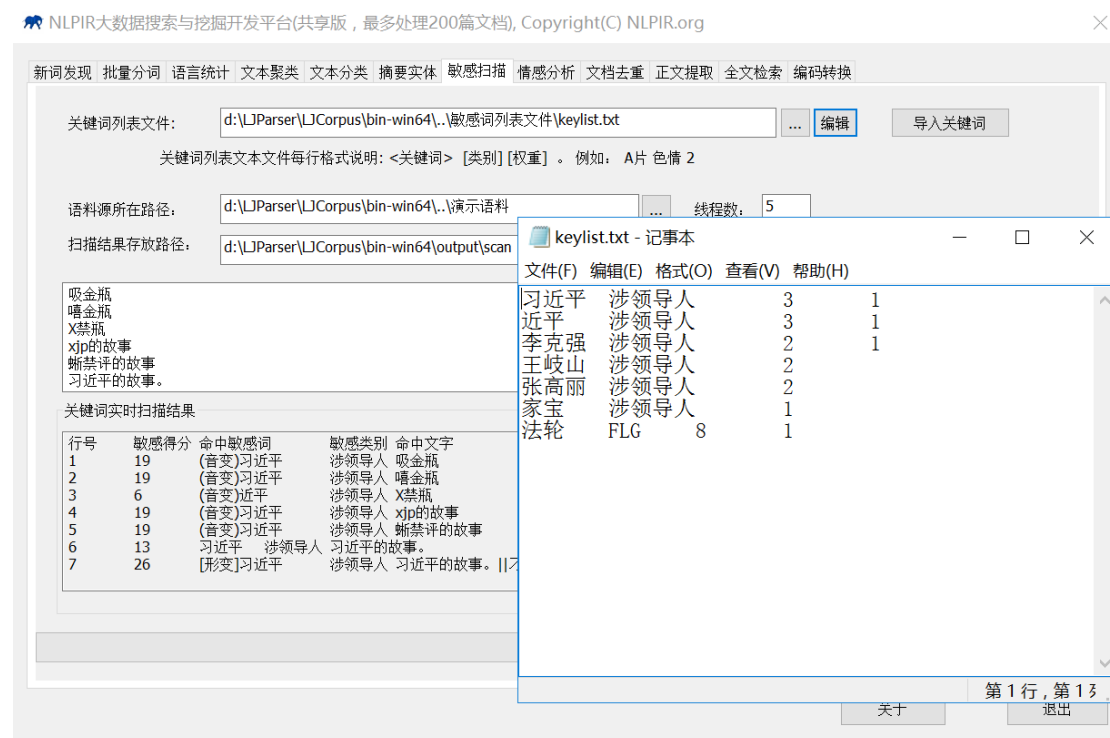 NLPIR大数据搜索与挖掘开发平台(共享版，最多处理200篇文档), Copyright(C) NLPIR.org
新词发现 批量分词 语言统计 文本聚类 文本分类 摘要实体 敏感扫描 情感分析 文档去重 正文提取 全文检索 编码转换
关键词列表文件: d:\LJParser\LJCorpus\bin-win64\..\敏感词列表文件\keylist.txt ... 编辑 导入关键词
关键词列表文本文件每行格式说明: <关键词> [类别] [权重] 。 例如： A片 色情 2
语料源所在路径: d:\LJParser\LJCorpus\bin-win64\..\演示语料 ... 线程数: 5
扫描结果存放路径: d:\LJParser\LJCorpus\bin-win64\output\scan
吸金瓶
嘻金瓶
X禁瓶
xjp的故事
蜥禁评的故事
习近平的故事。
关键词实时扫描结果
行号 敏感得分 命中敏感词 敏感类别 命中文字
1 19 (音变)习近平 涉领导人 吸金瓶
2 19 (音变)习近平 涉领导人 嘻金瓶
3 6 (音变)近平 涉领导人 X禁瓶
4 19 (音变)习近平 涉领导人 xjp的故事
5 19 (音变)习近平 涉领导人 蜥禁评的故事
6 13 习近平 涉领导人 习近平的故事。
7 26 [形变]习近平 涉领导人 习近平的故事。||
keylist.txt - 记事本
文件(F) 编辑(E) 格式(O) 查看(V) 帮助(H)
习近平 涉领导人 3 1
近平 涉领导人 3 1
李克强 涉领导人 2 1
王岐山 涉领导人 2
张高丽 涉领导人 2
家宝 涉领导人 1
法轮 FLG 8 1
第 1 行，第 1
关于 退出